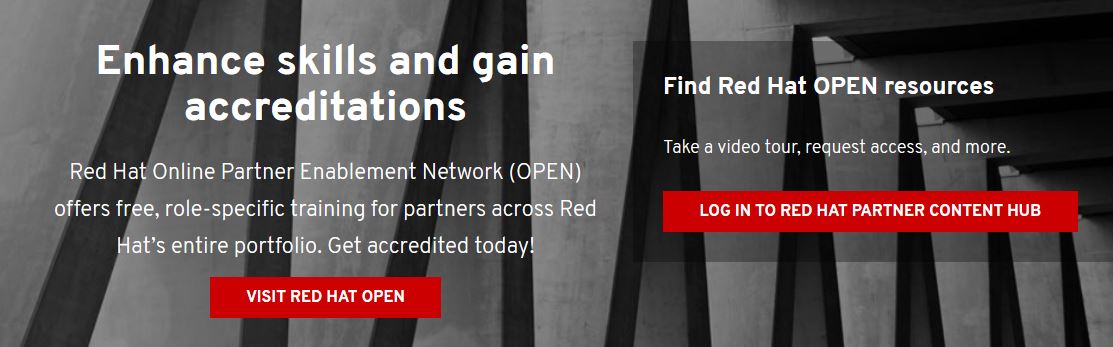 Enhance skills and gain
accreditations
Red Hat Online Partner Enablement Network (OPEN)
offers free, role-specific training for partners across Red
Hat’s entire portfolio. Get accredited today!
VISIT RED HAT OPEN
Find Red Hat OPEN resources
Take a video tour, request access, and more.
LOG IN TO RED HAT PARTNER CONTENT HUB